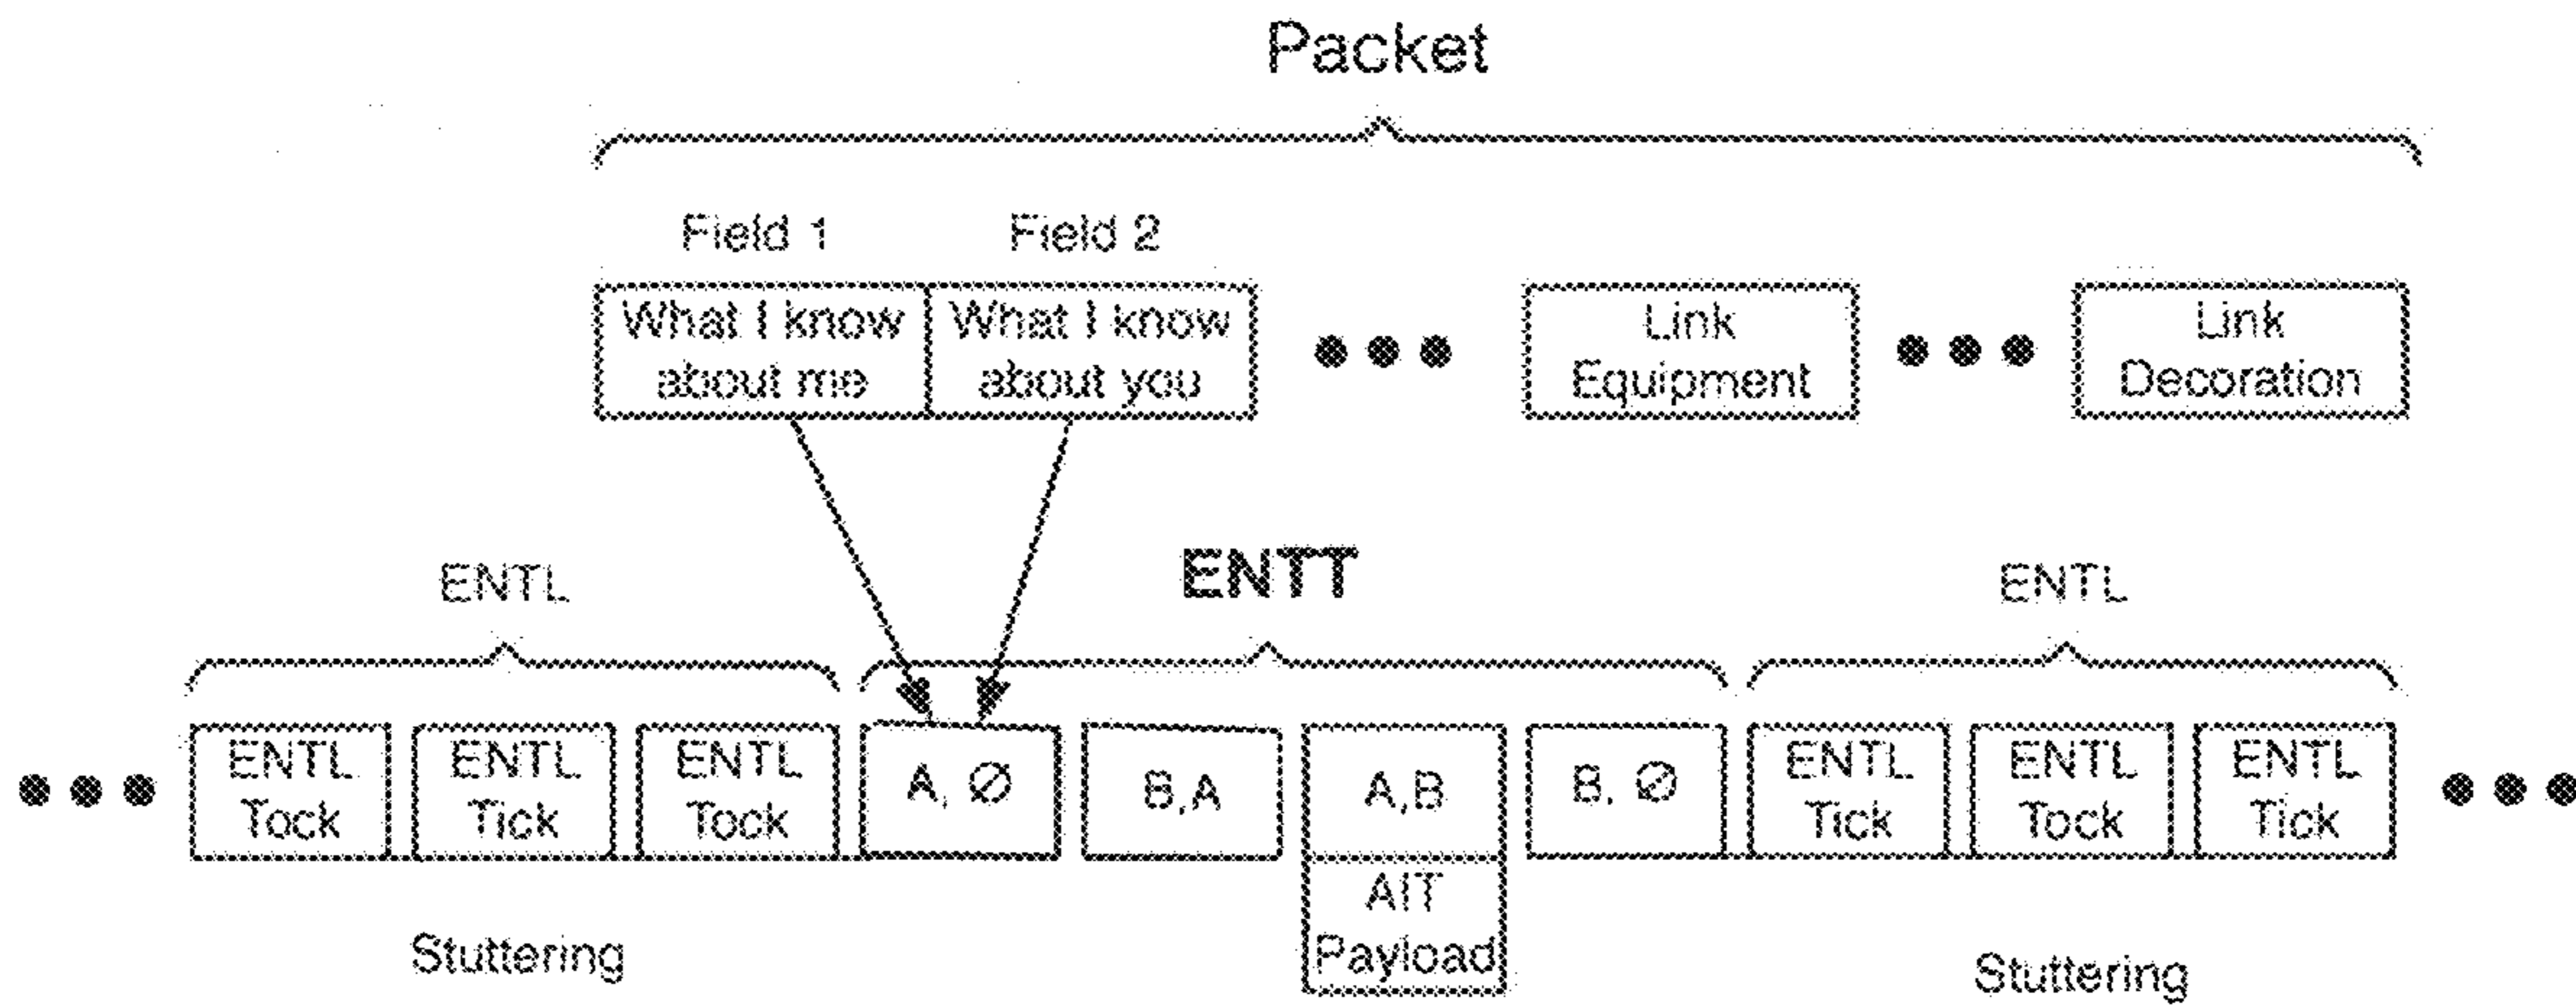 Packet
Field 1 Field 2
What I know about me
What I know about you
Link Equipment
Link Decoration
ENTL
ENTT
ENTL
ENTL Tock
ENTL Tick
ENTL Tock
A, ∅
B,A
A,B
B, ∅
ENTL Tick
ENTL Tock
ENTL Tick
AIT Payload
Stuttering
Stuttering